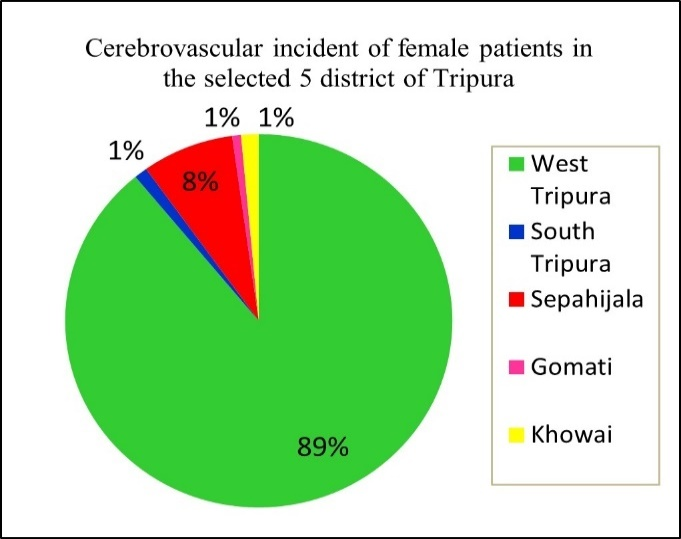 Cerebrovascular incident of female patients in
the selected 5 district of Tripura
1%
1%
1%
8%
89%
West
Tripura
South
Tripura
Sepahijala
Gomati
Khowai